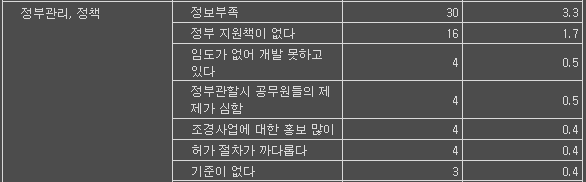 정부관리, 정책 정보부족 30 3.3
정부 지원책이 없다 16 1.7
임도가 없어 개발 못하고
있다 4 0.5
정부관할시 공무원들의 제
제가 심함 4 0.5
조경사업에 대한 홍보 많이 4 0.4
허가 절차가 까다롭다 4 0.4
기준이 없다 3 0.4